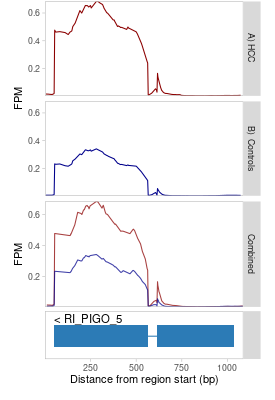 0.6
0.4
0.2
A) HCC
FPM
0.6
0.4
0.2
B) Controls
0.6
0.4
0.2
Combined
FPM
< RI_PIGO_5
250 500 750 1000
Distance from region start (bp)